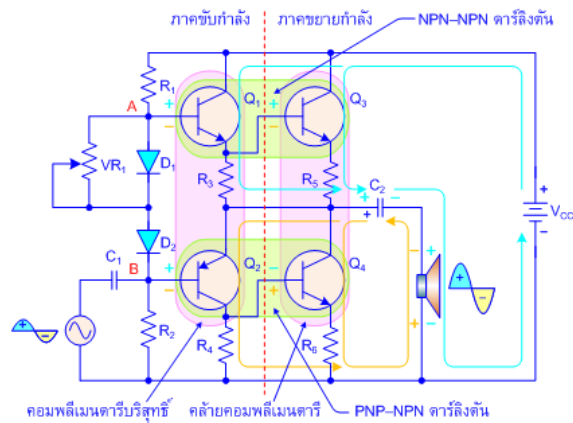 ภาคขับกำลัง ภาคขยายกำลัง NPN–NPN ดาร์ลิงตัน
R1 Q1 Q3
A + – + –
VR1 D1
R3 R5 C2
+ – + VCC
+ –
D2
C1 B Q2 Q4
+ – – + + – + –
+ – – +
R2 R4 R6
คอมพลีเมนตารีบริสุทธิ์ คล้ายคอมพลีเมนตารี PNP–NPN ดาร์ลิงตัน